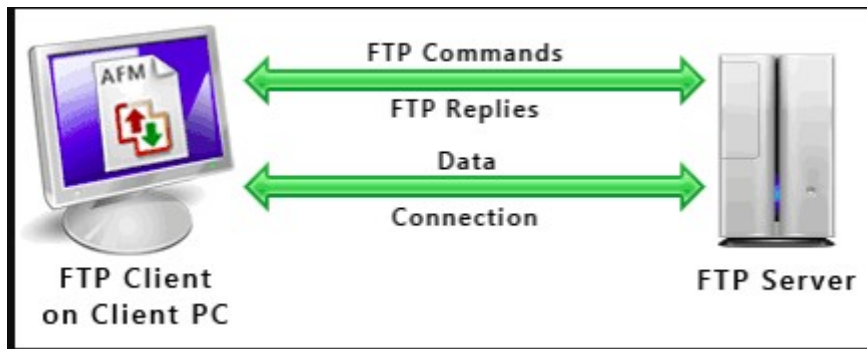 AFM
FTP Commands
FTP Replies
Data
Connection
FTP Client
on Client PC
FTP Server